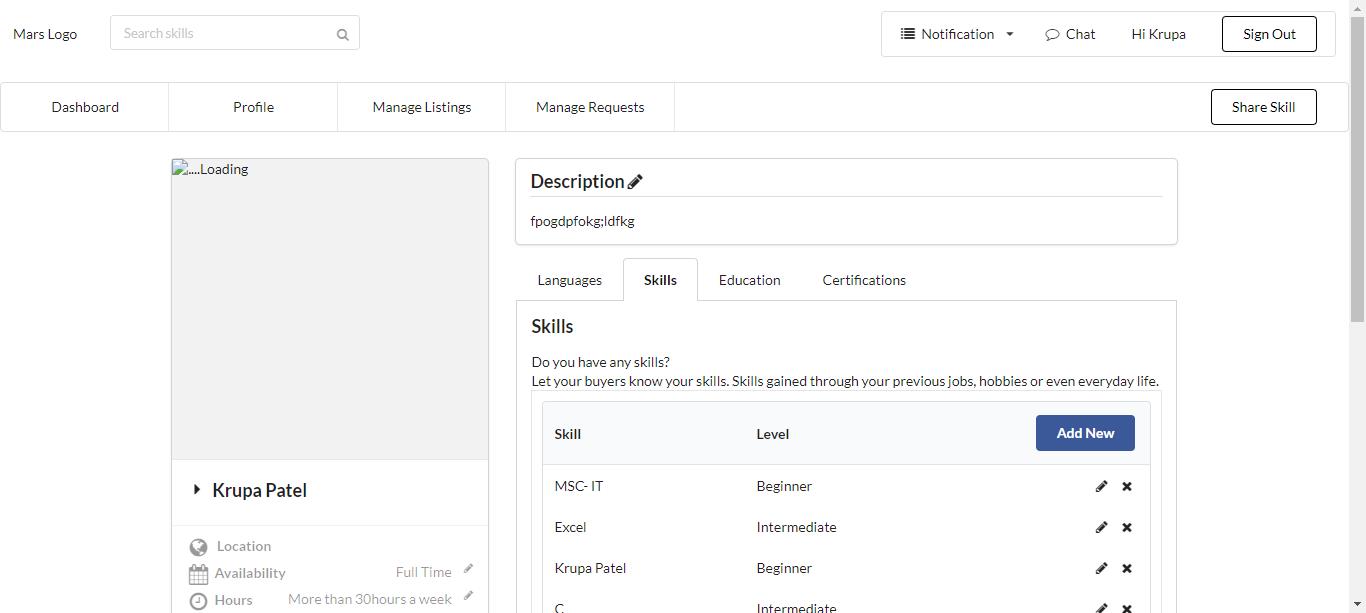 Mars Logo
Search skills
Notification
Chat
Hi Krupa
Sign Out
Dashboard
Profile
Manage Listings
Manage Requests
Share Skill
....Loading
Description
fpogdpfokg;ldfkg
Languages
Skills
Education
Certifications
Skills
Do you have any skills?
Let your buyers know your skills. Skills gained through your previous jobs, hobbies or even everyday life.
Skill Level Add New
MSC- IT Beginner
Excel Intermediate
Krupa Patel Beginner
C Intermediate
Krupa Patel
Location
Availability Full Time
Hours More than 30hours a week